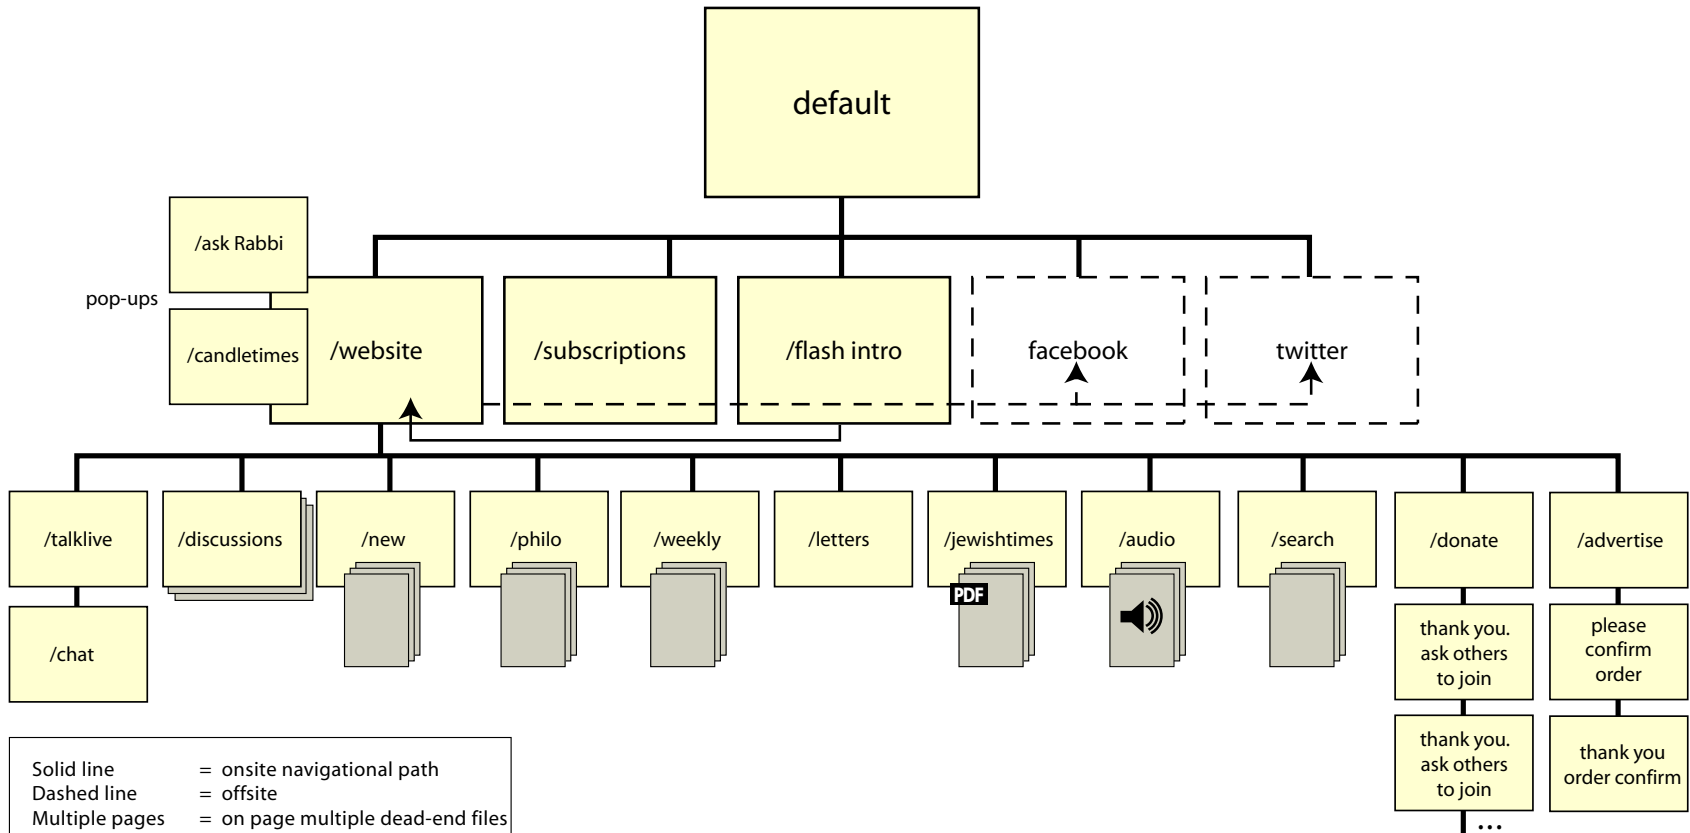 default
/ask Rabbi
pop-ups
/candletimes
/website
/subscriptions
/flash intro
facebook
twitter
/talklive
/discussions
/new
/philo
/weekly
/letters
/jewishtimes
/audio
/search
/donate
/advertise
PDF
/chat
thank you.
ask others
to join
please
confirm
order
thank you.
ask others
to join
thank you
order confirm
...
Solid line = onsite navigational path
Dashed line = offsite
Multiple pages = on page multiple dead-end files